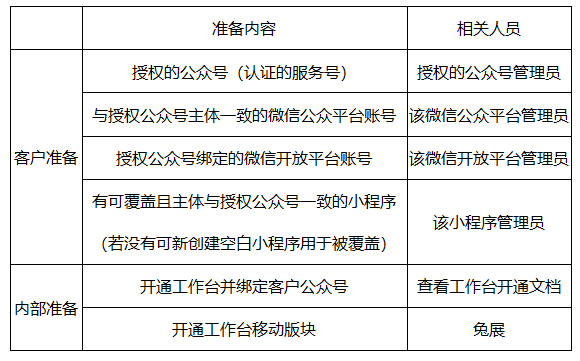 准备内容
相关人员
客户准备
授权的公众号（认证的服务号）
授权的公众号管理员
与授权公众号主体一致的微信公众平台账号
该微信公众平台管理员
授权公众号绑定的微信开放平台账号
该微信开放平台管理员
有可覆盖且主体与授权公众号一致的小程序
（若没有可新创建空白小程序用于被覆盖）
该小程序管理员
内部准备
开通工作台并绑定客户公众号
查看工作台开通文档
开通工作台移动版块
兔展